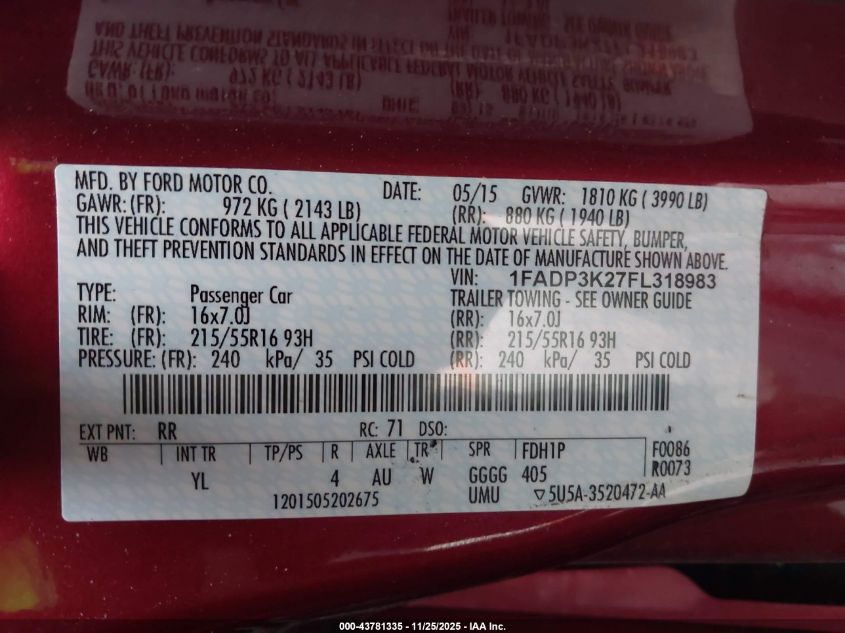 MFD. BY FORD MOTOR CO. DATE: 05/15 GVWR: 1810 KG ( 3990 LB)
GAWR: (FR): 972 KG ( 2143 LB) (RR): 880 KG ( 1940 LB)
THIS VEHICLE CONFORMS TO ALL APPLICABLE FEDERAL MOTOR VEHICLE SAFETY, BUMPER,
AND THEFT PREVENTION STANDARDS IN EFFECT ON THE DATE OF MANUFACTURE SHOWN ABOVE.
VIN: 1FADP3K27FL318983
TYPE: Passenger Car TRAILER TOWING - SEE OWNER GUIDE
RIM: (FR): 16x7.0J (RR): 16x7.0J
TIRE: (FR): 215/55R16 93H (RR): 215/55R16 93H
PRESSURE: (FR): 240 kPa/ 35 PSI COLD (RR): 240 kPa/ 35 PSI COLD
EXT PNT: RR RC: 71 DSO:
WB INT TR TP/PS R AXLE TR SPR FDH1P F0086
YL 4 AU W GGGG 405 R0073
1201505202675 UMU ▽5U5A-3520472-AA
000-43781335 - 11/25/2025 - IAA Inc.